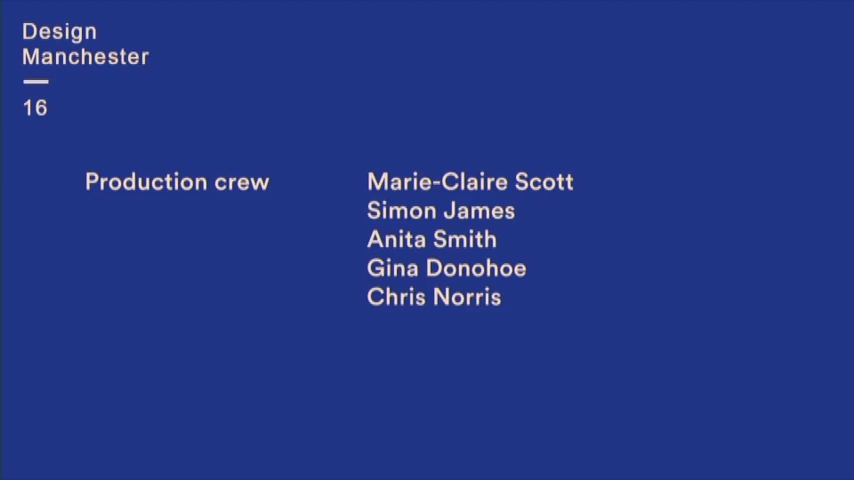 Design
Manchester
16
Production crew
Marie-Claire Scott
Simon James
Anita Smith
Gina Donohoe
Chris Norris